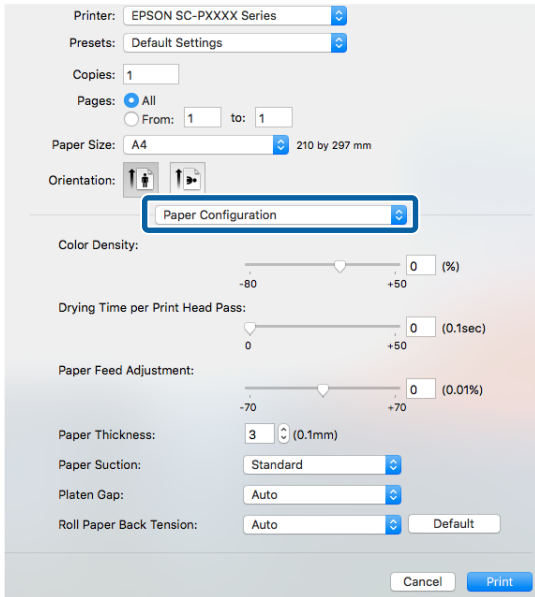 Printer: EPSON SC-PXXXX Series
Presets: Default Settings
Copies: 1
Pages: All
From: 1 to: 1
Paper Size: A4 210 by 297 mm
Orientation:
Paper Configuration
Color Density:
0 (%)
-80 +50
Drying Time per Print Head Pass:
0 (0.1sec)
0 +50
Paper Feed Adjustment:
0 (0.01%)
-70 +70
Paper Thickness: 3 (0.1mm)
Paper Suction: Standard
Platen Gap: Auto
Roll Paper Back Tension: Auto Default
Cancel Print